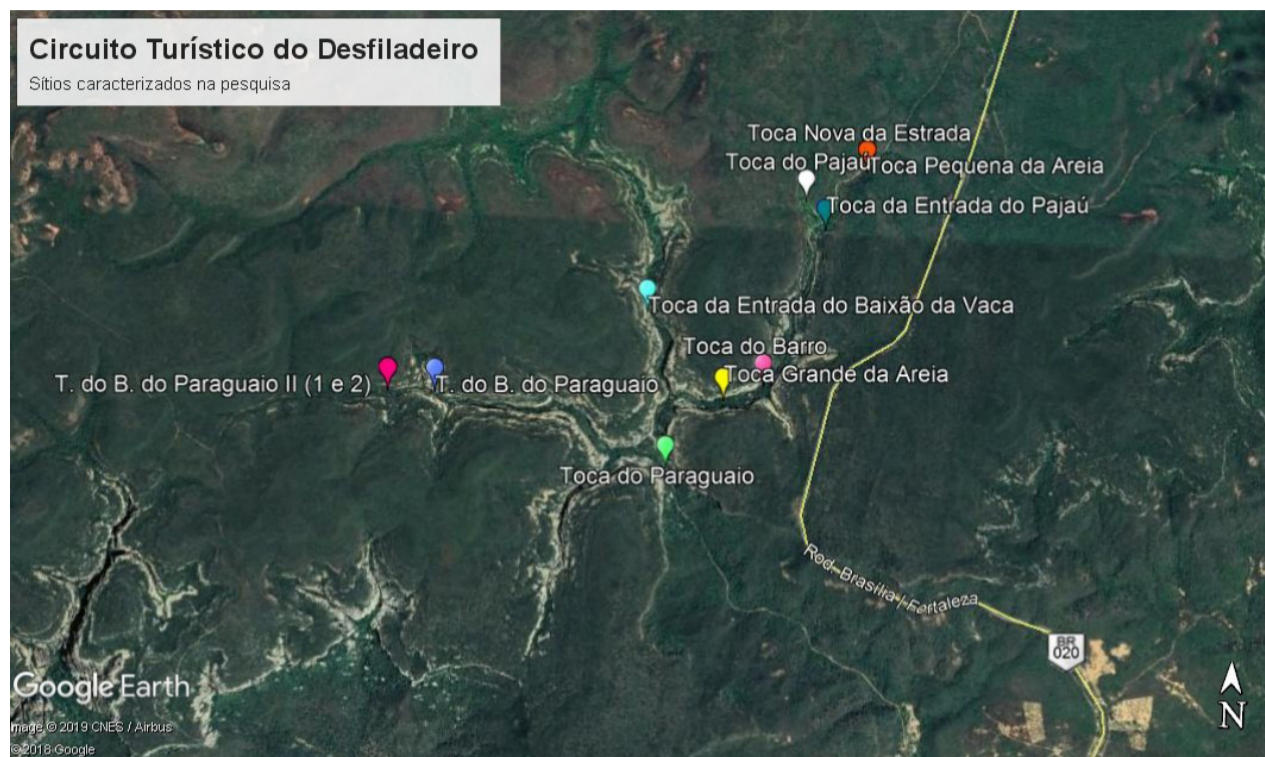 Circuito Turístico do Desfiladeiro
Sítios caracterizados na pesquisa
Toca Nova da Estrada
Toca do Pajaú
Toca Pequena da Areia
Toca da Entrada do Pajaú
Toca da Entrada do Baixão da Vaca
Toca do Barro
Toca Grande da Areia
T. do B. do Paraguaio II (1 e 2)
T. do B. do Paraguaio
Toca do Paraguaio
Rod. Brasília / Fortaleza
BR
020
Google Earth
N
mage © 2019 CNES / Airbus
© 2018 Google